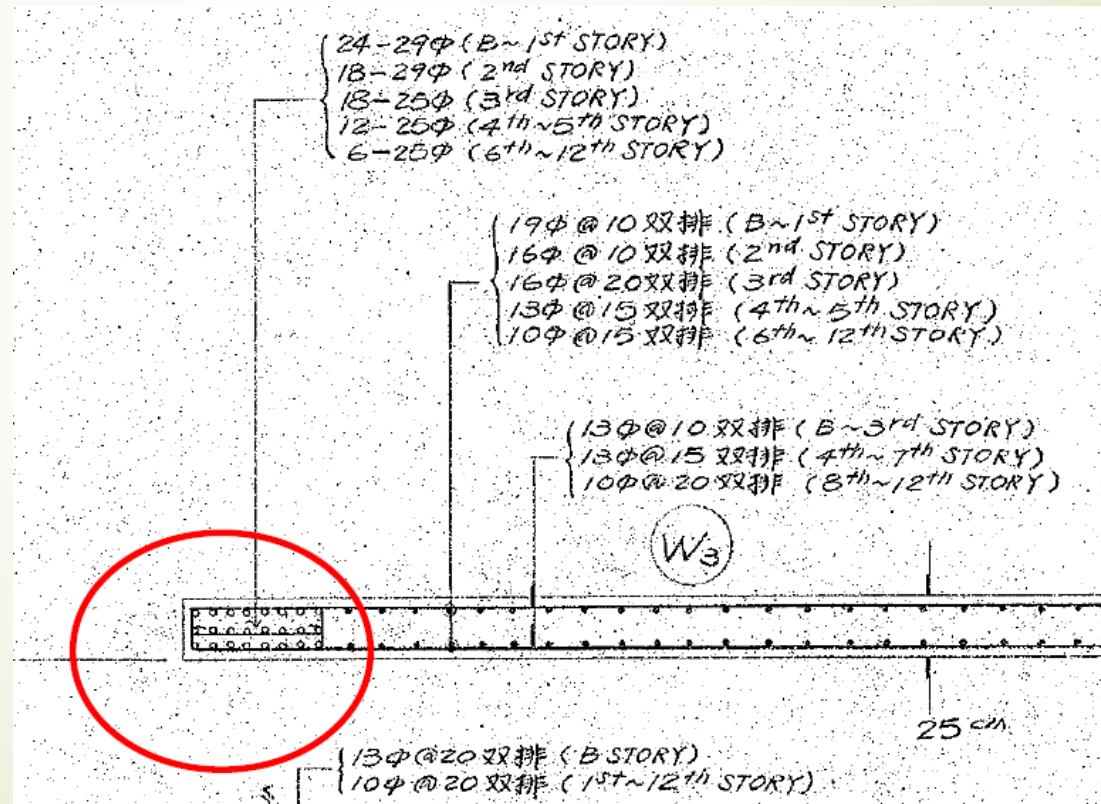 24-29Φ (B~1st STORY)
18-29Φ (2nd STORY)
18-25Φ (3rd STORY)
12-25Φ (4th~5th STORY)
6-25Φ (6th~12th STORY)
19Φ @10 双排 (B~1st STORY)
16Φ @10 双排 (2nd STORY)
16Φ @20 双排 (3rd STORY)
13Φ @15 双排 (4th~5th STORY)
10Φ @15 双排 (6th~12th STORY)
13Φ@10 双排 (B~3rd STORY)
13Φ@15 双排 (4th~7th STORY)
10Φ@20 双排 (8th~12th STORY)
W3
25 cm
13Φ@20 双排 (B STORY)
10Φ@20 双排 (1st~12th STORY)